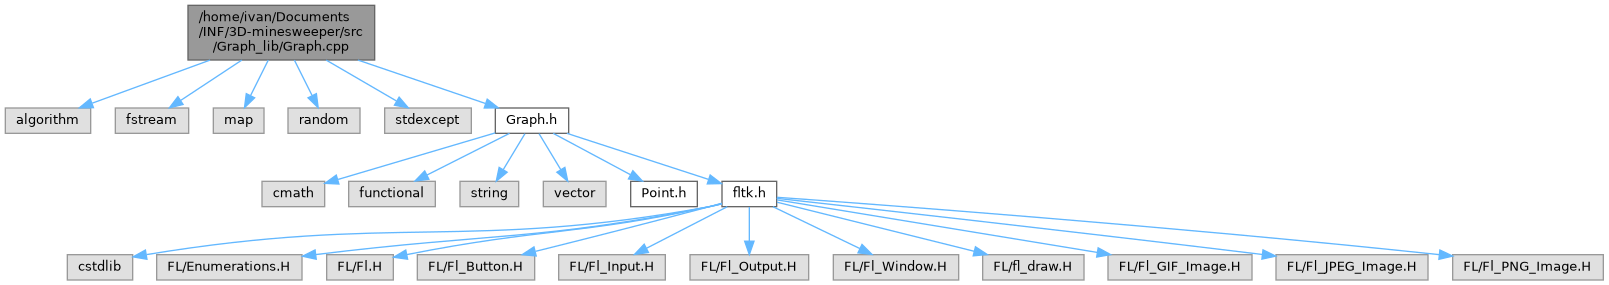 /home/ivan/Documents
/INF/3D-minesweeper/src
/Graph_lib/Graph.cpp
algorithm
fstream
map
random
stdexcept
Graph.h
cmath
functional
string
vector
Point.h
fltk.h
cstdlib
FL/Enumerations.H
FL/Fl.H
FL/Fl_Button.H
FL/Fl_Input.H
FL/Fl_Output.H
FL/Fl_Window.H
FL/fl_draw.H
FL/Fl_GIF_Image.H
FL/Fl_JPEG_Image.H
FL/Fl_PNG_Image.H